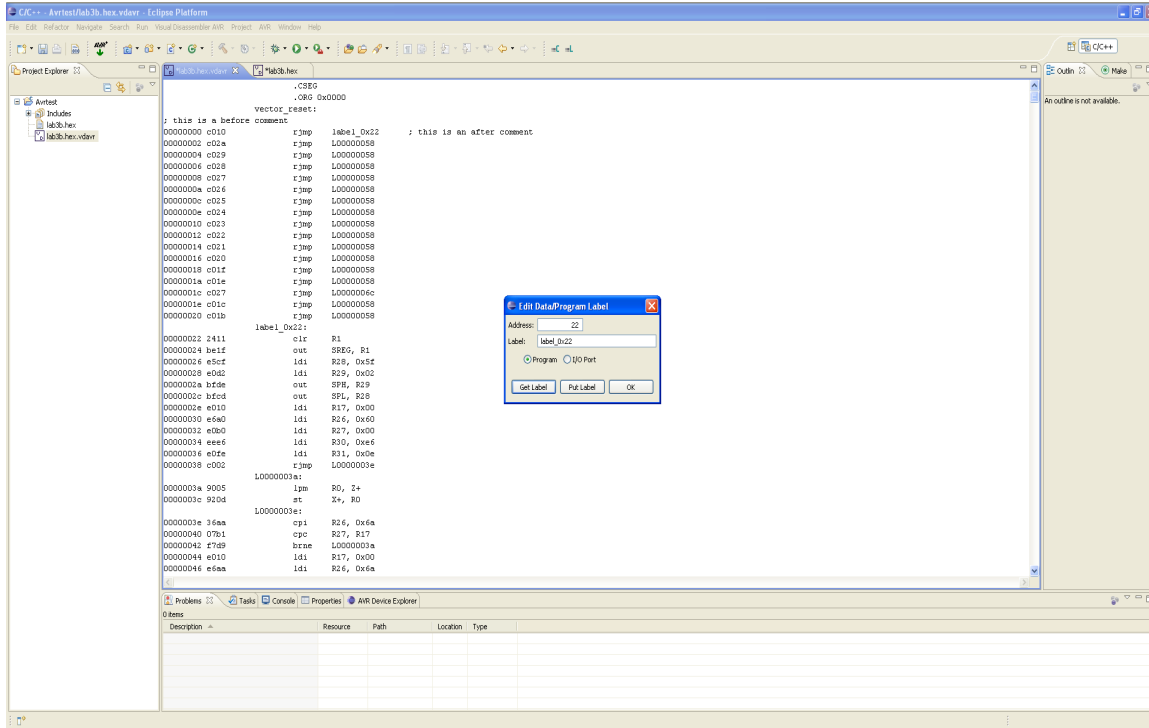 C/C++ - Avrtest/lab3b.hex.vdavr - Eclipse Platform
File Edit Refactor Navigate Search Run Visual Disassembler AVR Project AVR Window Help
C/C++
Project Explorer
*lab3b.hex.vdavr *lab3b.hex
Outlin Make
Avrtest
Includes
lab3b.hex
lab3b.hex.vdavr
An outline is not available.
.CSEG
.ORG 0x0000
vector_reset:
; this is a before comment
00000000 c010 rjmp label_0x22 ; this is an after comment
00000002 c02a rjmp L00000058
00000004 c029 rjmp L00000058
00000006 c028 rjmp L00000058
00000008 c027 rjmp L00000058
0000000a c026 rjmp L00000058
0000000c c025 rjmp L00000058
0000000e c024 rjmp L00000058
00000010 c023 rjmp L00000058
00000012 c022 rjmp L00000058
00000014 c021 rjmp L00000058
00000016 c020 rjmp L00000058
00000018 c01f rjmp L00000058
0000001a c01e rjmp L00000058
0000001c c027 rjmp L0000006c
0000001e c01c rjmp L00000058
00000020 c01b rjmp L00000058
label_0x22:
00000022 2411 clr R1
00000024 be1f out SREG, R1
00000026 e5cf ldi R28, 0x5f
00000028 e0d2 ldi R29, 0x02
0000002a bfde out SPH, R29
0000002c bfcd out SPL, R28
0000002e e010 ldi R17, 0x00
00000030 e6a0 ldi R26, 0x60
00000032 e0b0 ldi R27, 0x00
00000034 eee6 ldi R30, 0xe6
00000036 e0fe ldi R31, 0x0e
00000038 c002 rjmp L0000003e
L0000003a:
0000003a 9005 lpm R0, Z+
0000003c 920d st X+, R0
L0000003e:
0000003e 36aa cpi R26, 0x6a
00000040 07b1 cpc R27, R17
00000042 f7d9 brne L0000003a
00000044 e010 ldi R17, 0x00
00000046 e6aa ldi R26, 0x6a
Edit Data/Program Label
Address: 22
Label: label_0x22
Program I/O Port
Get Label Put Label OK
Problems Tasks Console Properties AVR Device Explorer
0 items
Description Resource Path Location Type